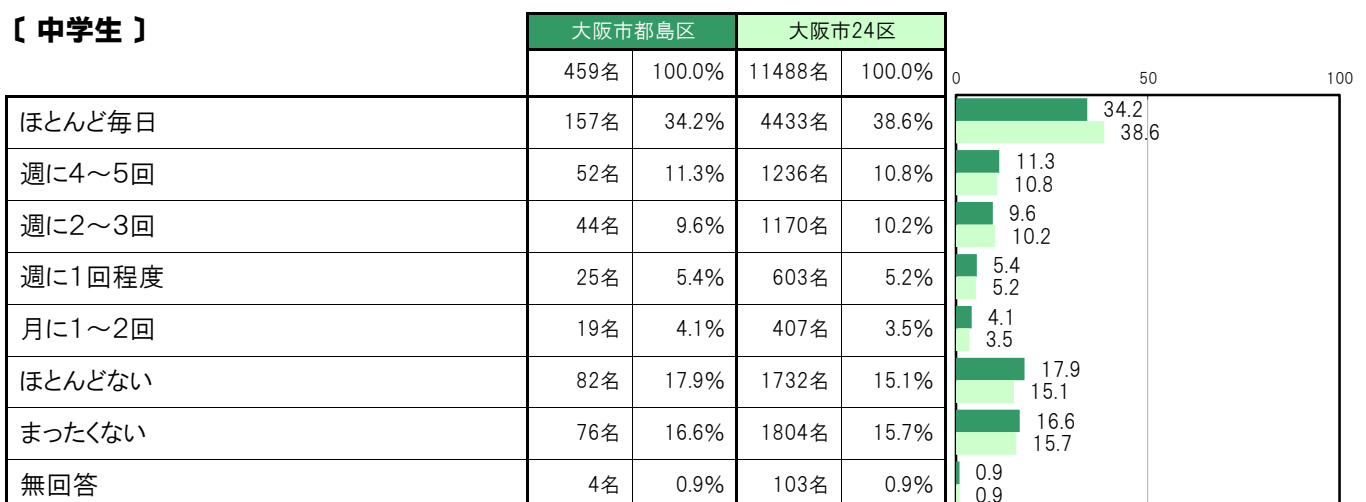 〔 中学生 〕
大阪市都島区 大阪市24区
459名 100.0% 11488名 100.0%
0 50 100
ほとんど毎日 157名 34.2% 4433名 38.6%
34.2
38.6
週に4～5回 52名 11.3% 1236名 10.8%
11.3
10.8
週に2～3回 44名 9.6% 1170名 10.2%
9.6
10.2
週に1回程度 25名 5.4% 603名 5.2%
5.4
5.2
月に1～2回 19名 4.1% 407名 3.5%
4.1
3.5
ほとんどない 82名 17.9% 1732名 15.1%
17.9
15.1
まったくない 76名 16.6% 1804名 15.7%
16.6
15.7
無回答 4名 0.9% 103名 0.9%
0.9
0.9